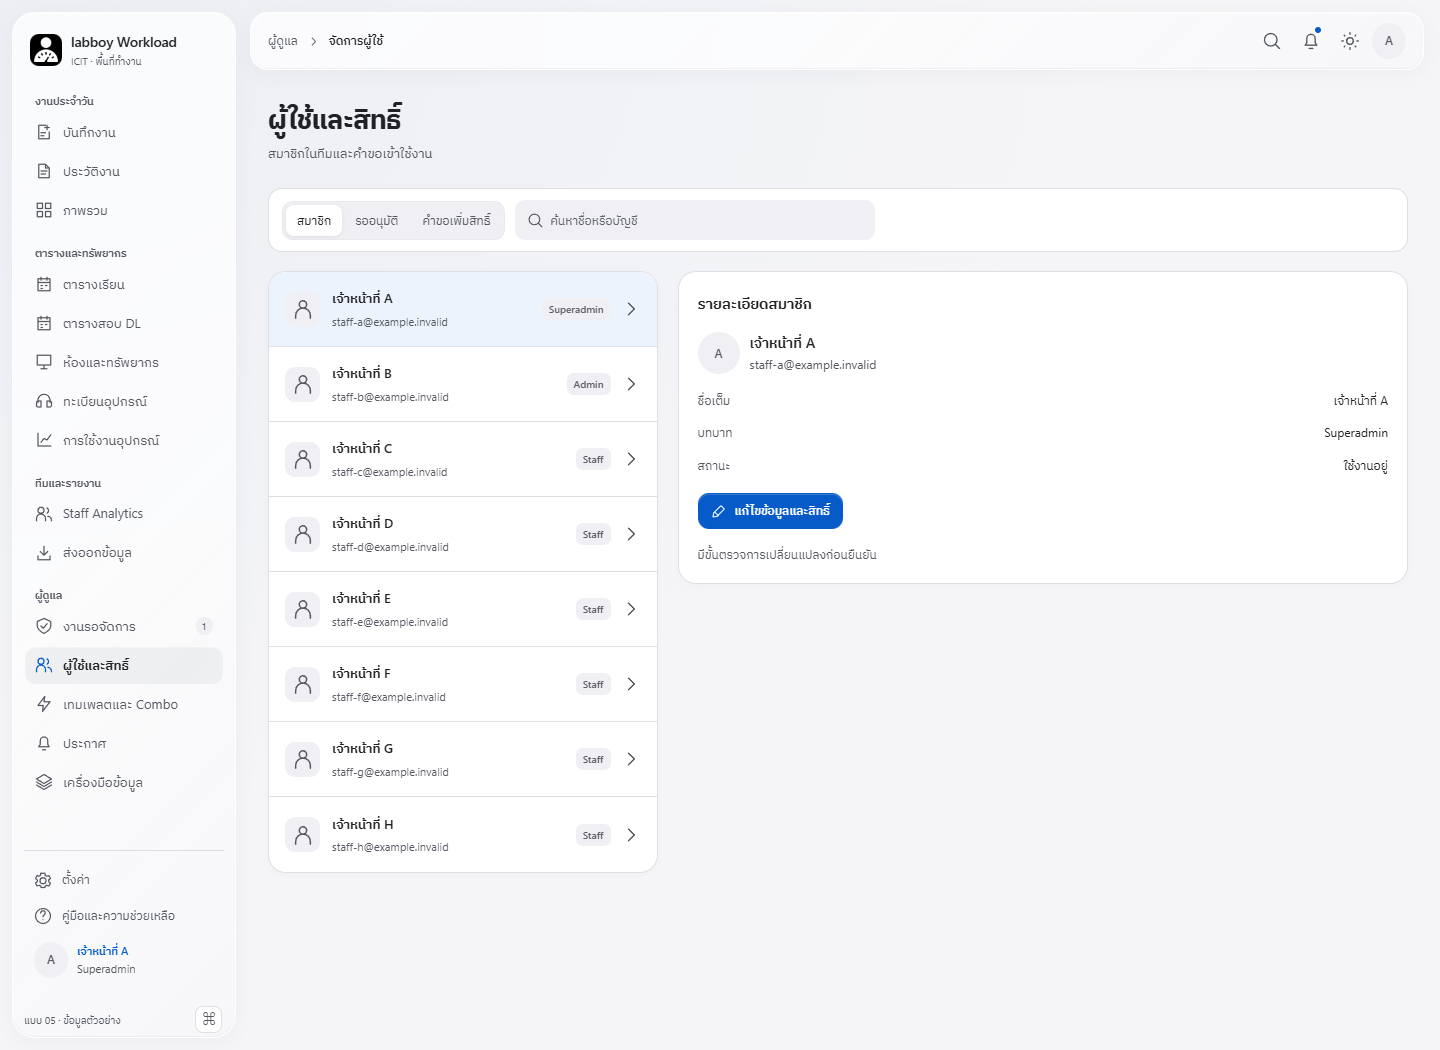 labboy Workload
ICIT · พื้นที่ทำงาน
งานประจำวัน
บันทึกงาน
ประวัติงาน
ภาพรวม
ตารางและทรัพยากร
ตารางเรียน
ตารางสอบ DL
ห้องและทรัพยากร
ทะเบียนอุปกรณ์
การใช้งานอุปกรณ์
ทีมและรายงาน
Staff Analytics
ส่งออกข้อมูล
ผู้ดูแล
งานรอจัดการ 1
ผู้ใช้และสิทธิ์
เทมเพลตและ Combo
ประกาศ
เครื่องมือข้อมูล
ตั้งค่า
คู่มือและความช่วยเหลือ
A
เจ้าหน้าที่ A
Superadmin
แบบ 05 · ข้อมูลตัวอย่าง
ผู้ดูแล จัดการผู้ใช้
A
ผู้ใช้และสิทธิ์
สมาชิกในทีมและคำขอเข้าใช้งาน
สมาชิก รออนุมัติ คำขอเพิ่มสิทธิ์ ค้นหาชื่อหรือบัญชี
เจ้าหน้าที่ A
staff-a@example.invalid
Superadmin
เจ้าหน้าที่ B
staff-b@example.invalid
Admin
เจ้าหน้าที่ C
staff-c@example.invalid
Staff
เจ้าหน้าที่ D
staff-d@example.invalid
Staff
เจ้าหน้าที่ E
staff-e@example.invalid
Staff
เจ้าหน้าที่ F
staff-f@example.invalid
Staff
เจ้าหน้าที่ G
staff-g@example.invalid
Staff
เจ้าหน้าที่ H
staff-h@example.invalid
Staff
รายละเอียดสมาชิก
A
เจ้าหน้าที่ A
staff-a@example.invalid
ชื่อเต็ม เจ้าหน้าที่ A
บทบาท Superadmin
สถานะ ใช้งานอยู่
แก้ไขข้อมูลและสิทธิ์
มีขั้นตรวจการเปลี่ยนแปลงก่อนยืนยัน